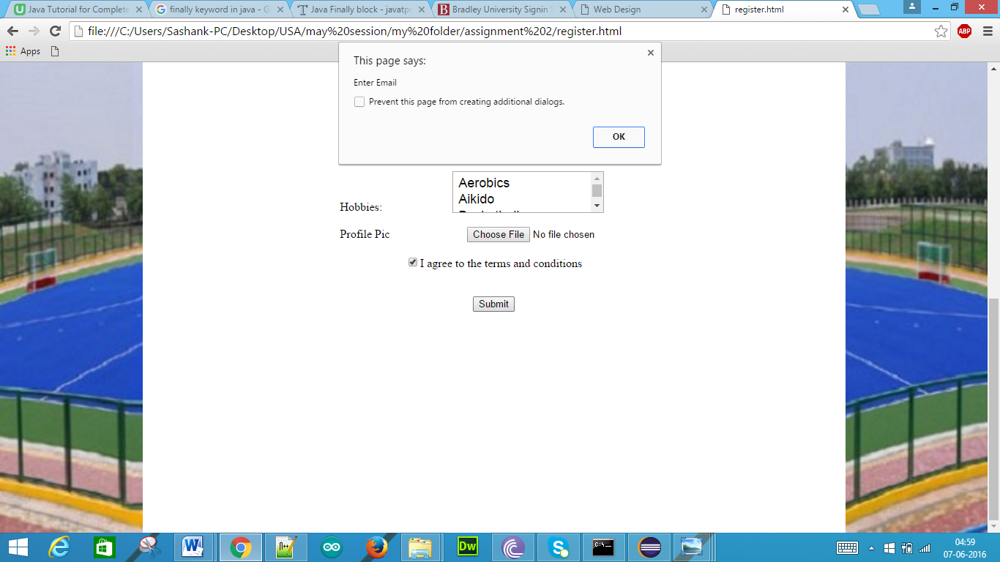 Java Tutorial for Complete
finally keyword in java - G
Java Finally block - javatpo
Bradley University Signin S
Web Design
register.html
file:///C:/Users/Sashank-PC/Desktop/USA/may%20session/my%20folder/assignment%202/register.html
ABP
Apps
This page says:
Enter Email
Prevent this page from creating additional dialogs.
OK
Aerobics
Aikido
Hobbies:
Profile Pic Choose File No file chosen
I agree to the terms and conditions
Submit
04:59
07-06-2016